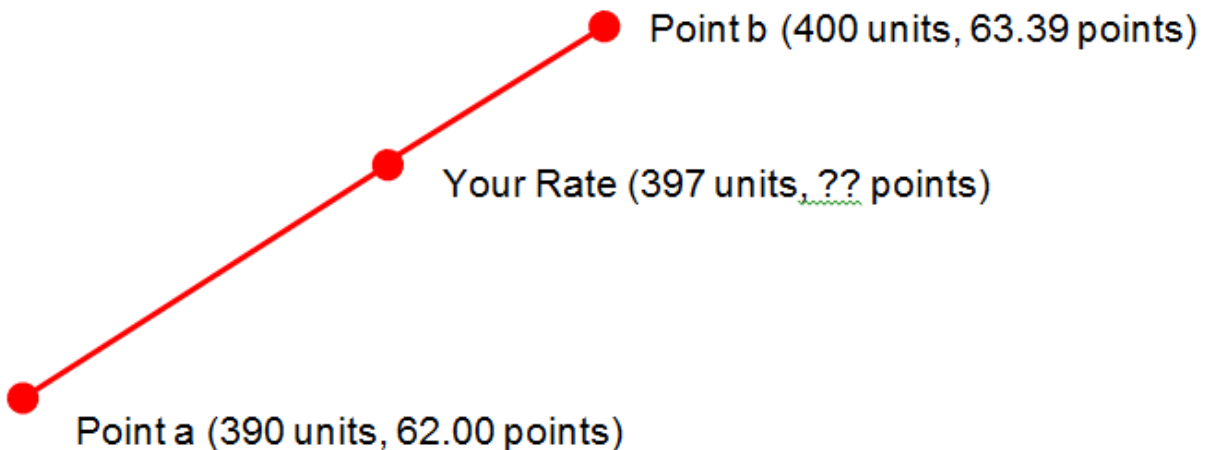 Point b (400 units, 63.39 points)
Your Rate (397 units, ?? points)
Point a (390 units, 62.00 points)